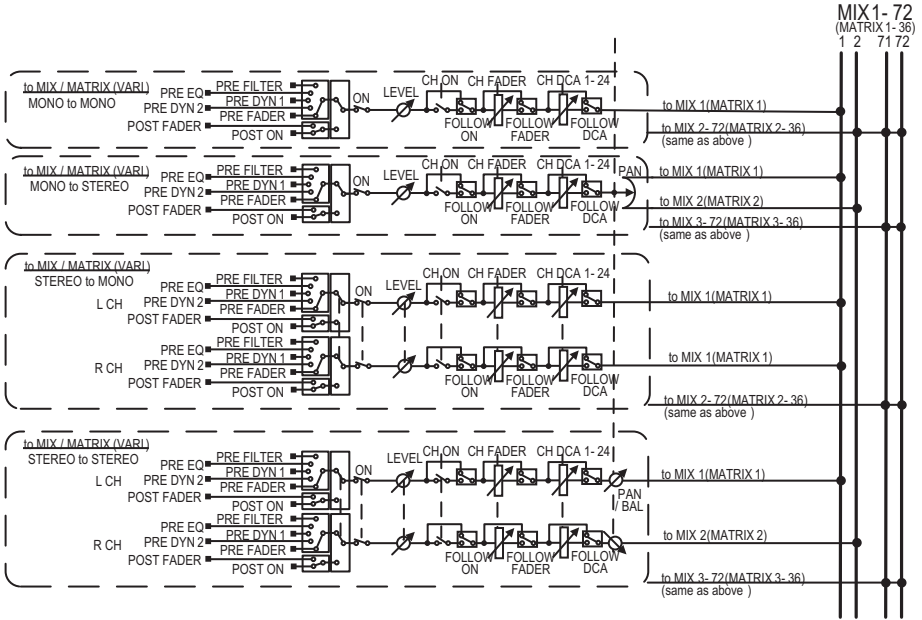 MIX 1- 72
(MATRIX 1- 36)
1 2 71 72
to MIX / MATRIX (VARI.)
MONO to MONO
PRE EQ
PRE DYN 2
POST FADER
PRE FILTER
PRE DYN 1
PRE FADER
POST ON
ON
LEVEL
CH ON
CH FADER
CH DCA 1- 24
FOLLOW
ON
FOLLOW
FADER
FOLLOW
DCA
to MIX 1(MATRIX 1)
to MIX 2- 72(MATRIX 2- 36)
(same as above )
to MIX / MATRIX (VARI.)
MONO to STEREO
PRE EQ
PRE DYN 2
POST FADER
PRE FILTER
PRE DYN 1
PRE FADER
POST ON
ON
LEVEL
CH ON
CH FADER
CH DCA 1- 24
FOLLOW
ON
FOLLOW
FADER
FOLLOW
DCA
PAN
to MIX 1(MATRIX 1)
to MIX 2(MATRIX 2)
to MIX 3- 72(MATRIX 3- 36)
(same as above )
to MIX / MATRIX (VARI.)
STEREO to MONO
L CH
PRE EQ
PRE DYN 2
POST FADER
PRE FILTER
PRE DYN 1
PRE FADER
POST ON
ON
LEVEL
CH ON
CH FADER
CH DCA 1- 24
to MIX 1(MATRIX 1)
R CH
PRE EQ
PRE DYN 2
POST FADER
PRE FILTER
PRE DYN 1
PRE FADER
POST ON
FOLLOW
ON
FOLLOW
FADER
FOLLOW
DCA
to MIX 1(MATRIX 1)
to MIX 2- 72(MATRIX 2- 36)
(same as above )
to MIX / MATRIX (VARI.)
STEREO to STEREO
L CH
PRE EQ
PRE DYN 2
POST FADER
PRE FILTER
PRE DYN 1
PRE FADER
POST ON
ON
LEVEL
CH ON
CH FADER
CH DCA 1- 24
PAN
/ BAL
to MIX 1(MATRIX 1)
R CH
PRE EQ
PRE DYN 2
POST FADER
PRE FILTER
PRE DYN 1
PRE FADER
POST ON
FOLLOW
ON
FOLLOW
FADER
FOLLOW
DCA
to MIX 2(MATRIX 2)
to MIX 3- 72(MATRIX 3- 36)
(same as above )